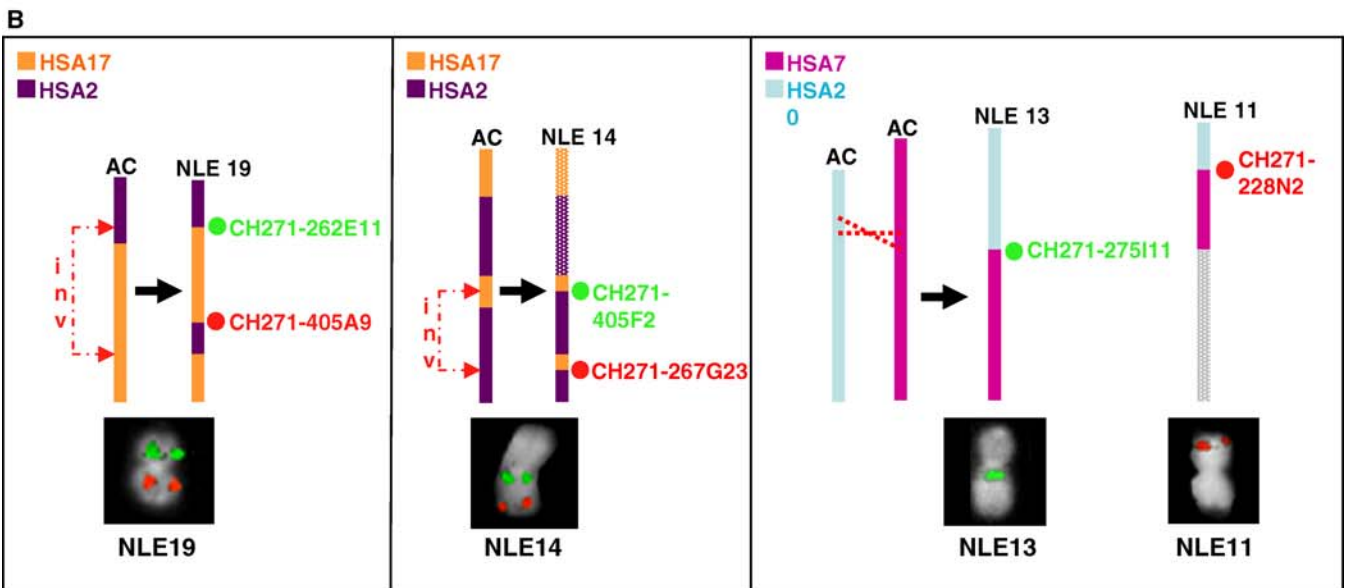 B
HSA17
HSA2
AC
NLE 19
CH271-262E11
i
n
v
CH271-405A9
NLE19
HSA17
HSA2
AC
NLE 14
CH271-
405F2
i
n
v
CH271-267G23
NLE14
HSA7
HSA2
0
AC
AC
NLE 13
NLE 11
CH271-
228N2
CH271-275I11
NLE13
NLE11